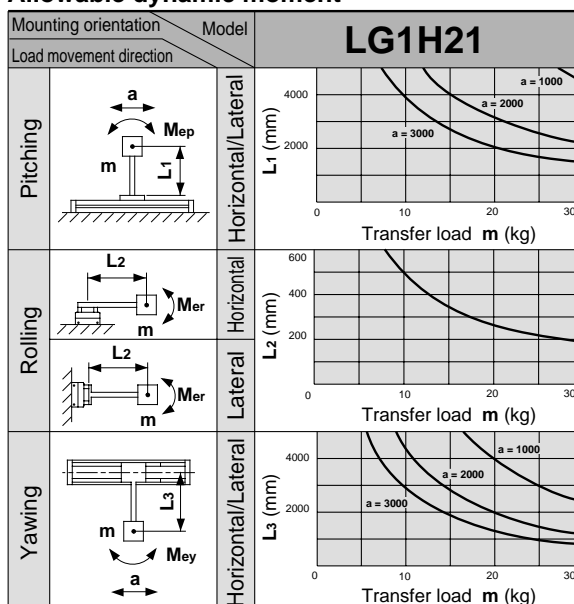 Allowable dynamic moment
Mounting orientation
Model
Load movement direction
LG1H21
Pitching
a
Mep
m
L1
Horizontal/Lateral
L1 (mm)
4000
2000
a = 1000
a = 2000
a = 3000
0
10
20
30
Transfer load m (kg)
Rolling
L2
Mer
m
Horizontal
L2
Mer
m
Lateral
L2 (mm)
600
400
200
0
10
20
30
Transfer load m (kg)
Yawing
L3
m
Mey
a
Horizontal/Lateral
L3 (mm)
4000
2000
a = 1000
a = 2000
a = 3000
0
10
20
30
Transfer load m (kg)